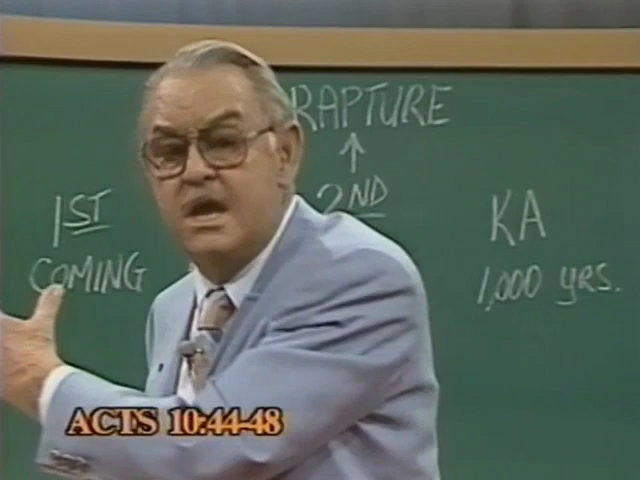 RAPTURE
↑
2ND
1ST
COMING
KA
1,000 yrs.
ACTS 10:44-48